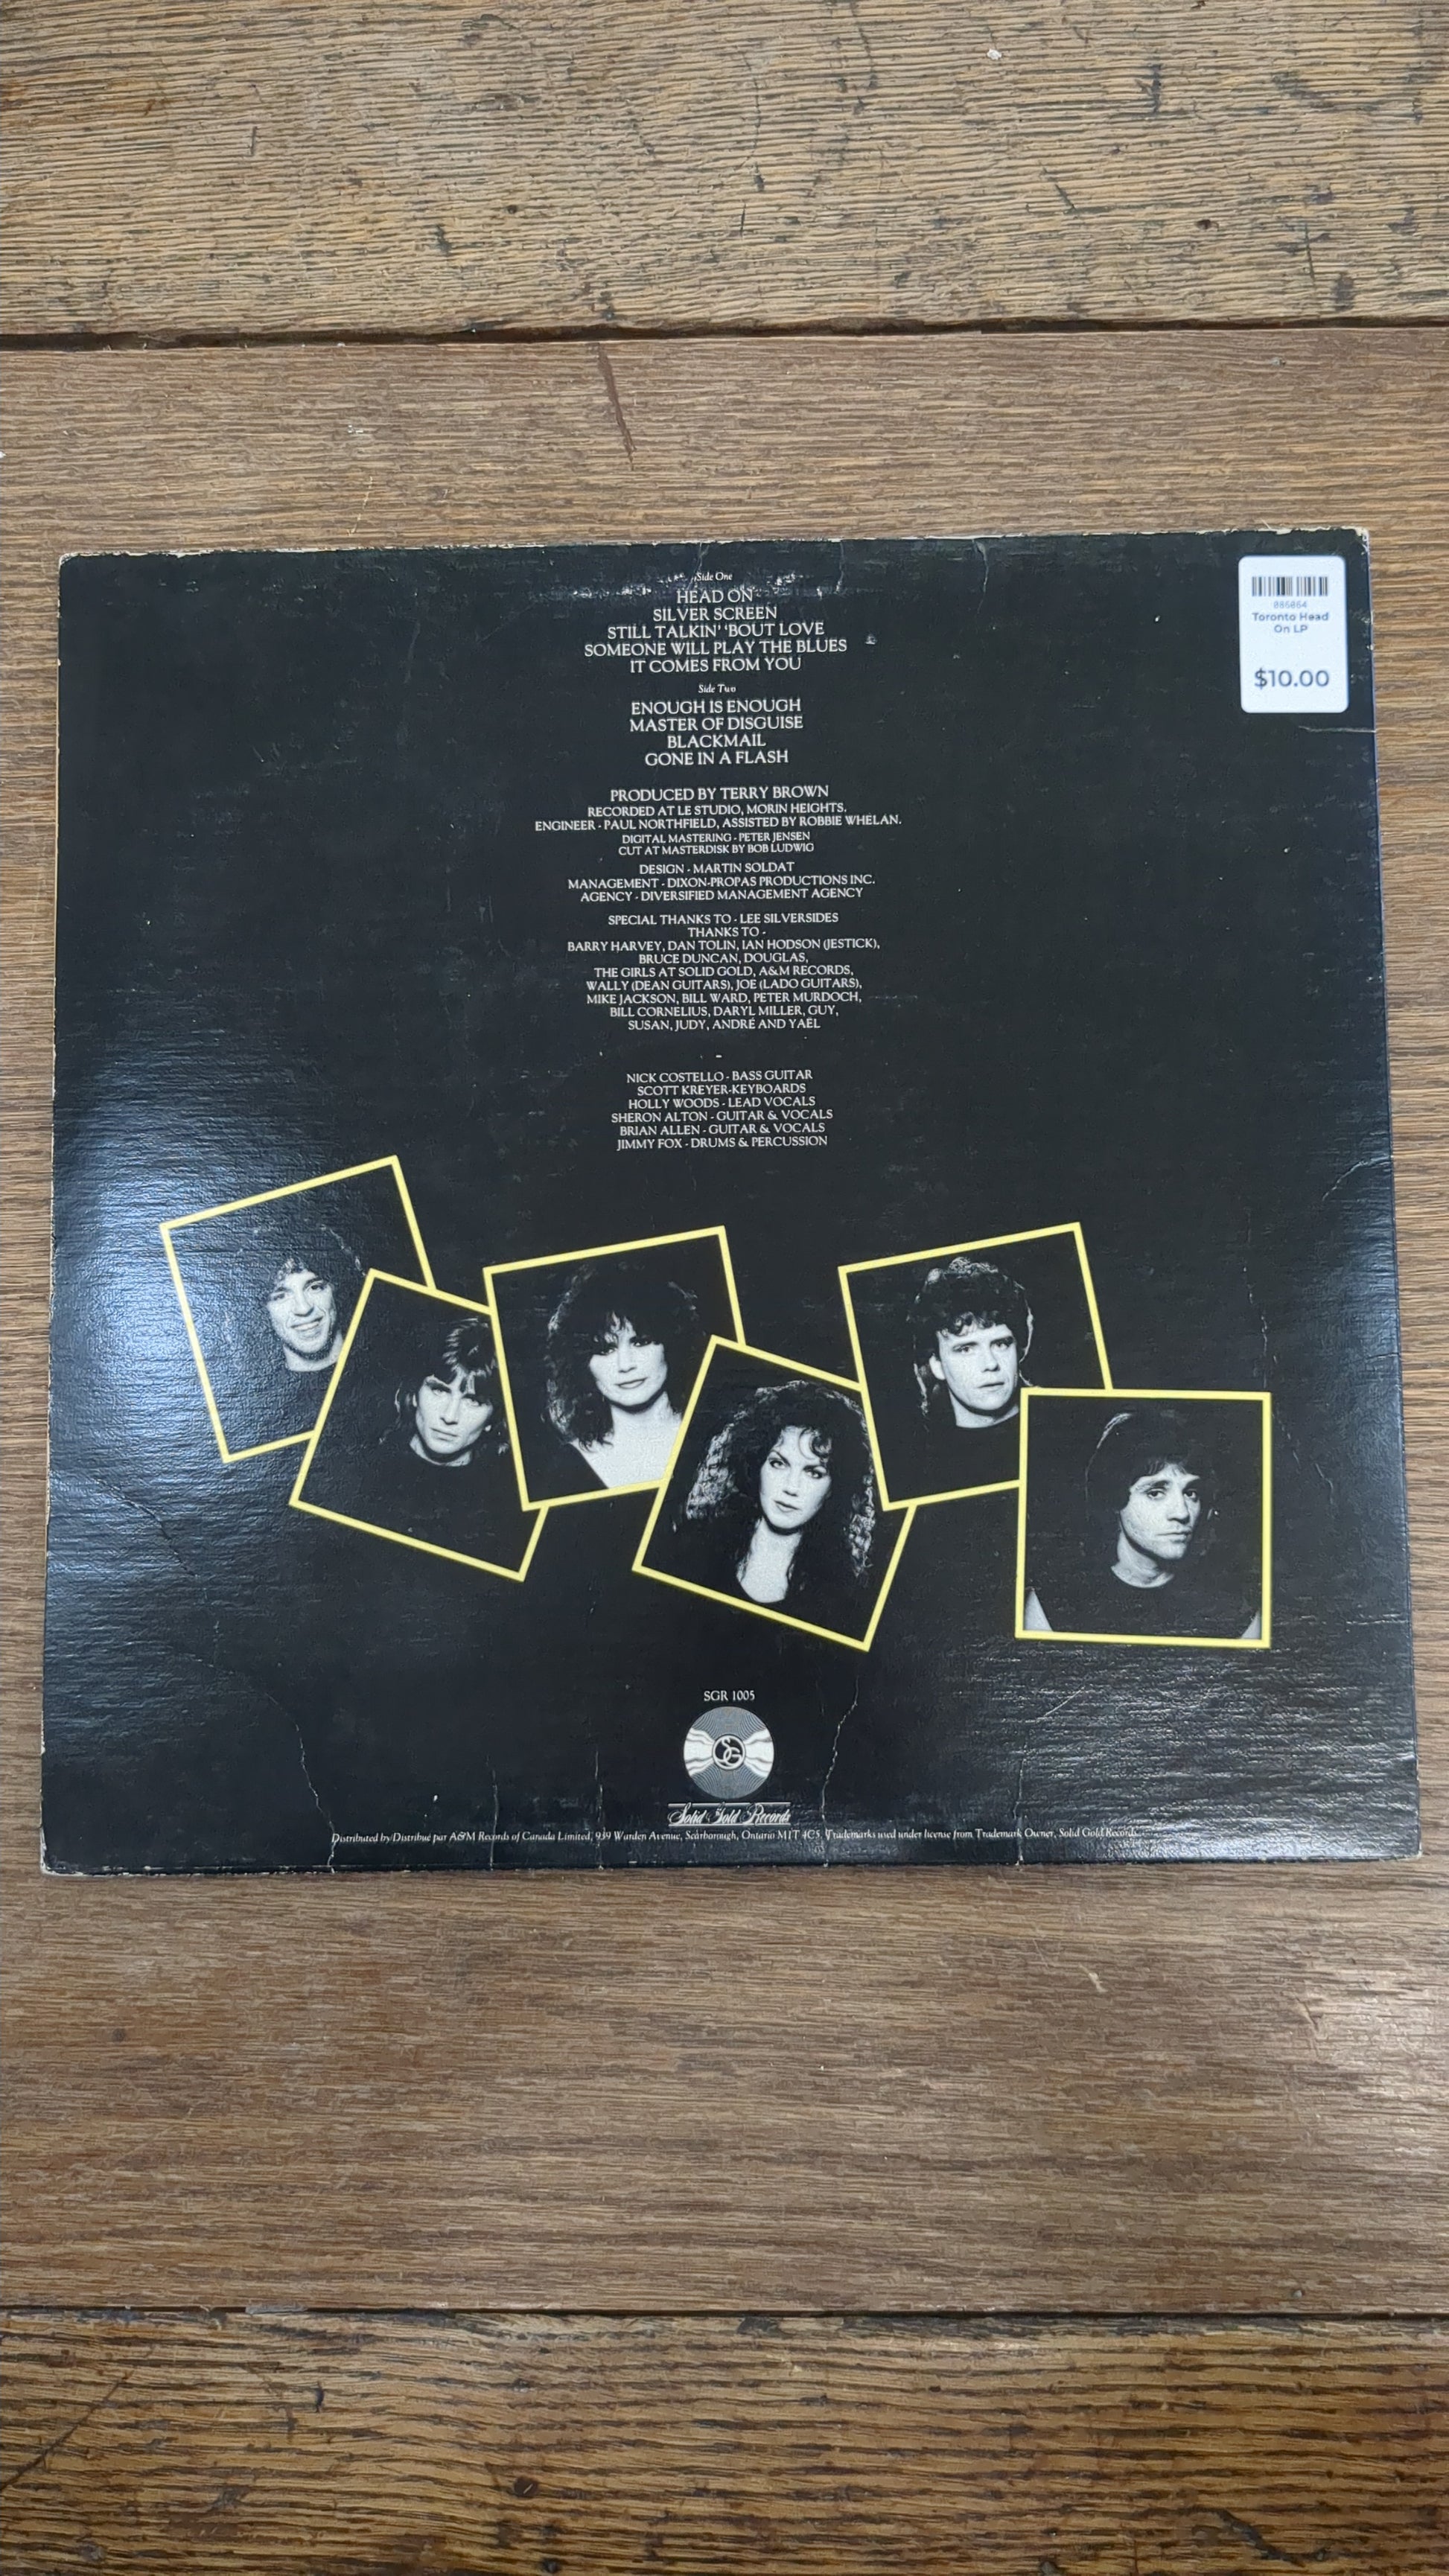 Side One
HEAD ON
SILVER SCREEN
STILL TALKIN' 'BOUT LOVE
SOMEONE WILL PLAY THE BLUES
IT COMES FROM YOU
Side Two
ENOUGH IS ENOUGH
MASTER OF DISGUISE
BLACKMAIL
GONE IN A FLASH
PRODUCED BY TERRY BROWN
RECORDED AT LE STUDIO, MORIN HEIGHTS.
ENGINEER - PAUL NORTHFIELD, ASSISTED BY ROBBIE WHELAN.
DIGITAL MASTERING - PETER JENSEN
CUT AT MASTERDISK BY BOB LUDWIG
DESIGN - MARTIN SOLDAT
MANAGEMENT - DIXON-PROPAS PRODUCTIONS INC.
AGENCY - DIVERSIFIED MANAGEMENT AGENCY
SPECIAL THANKS TO - LEE SILVERSIDES
THANKS TO -
BARRY HARVEY, DAN TOLIN, IAN HODSON (JESTICK),
BRUCE DUNCAN, DOUGLAS,
THE GIRLS AT SOLID GOLD, A&M RECORDS,
WALLY (DEAN GUITARS), JOE (LADO GUITARS),
MIKE JACKSON, BILL WARD, PETER MURDOCH,
BILL CORNELIUS, DARYL MILLER, GUY,
SUSAN, JUDY, ANDRÉ AND YAËL
-
NICK COSTELLO - BASS GUITAR
SCOTT KREYER-KEYBOARDS
HOLLY WOODS - LEAD VOCALS
SHERON ALTON - GUITAR & VOCALS
BRIAN ALLEN - GUITAR & VOCALS
JIMMY FOX - DRUMS & PERCUSSION
886864
Toronto Head
On LP
$10.00
SGR 1005
SG
Solid Gold Records
Distributed by/Distribué par A&M Records of Canada Limited, 939 Warden Avenue, Scarborough, Ontario M1T 4C5. Trademarks used under license from Trademark Owner, Solid Gold Records